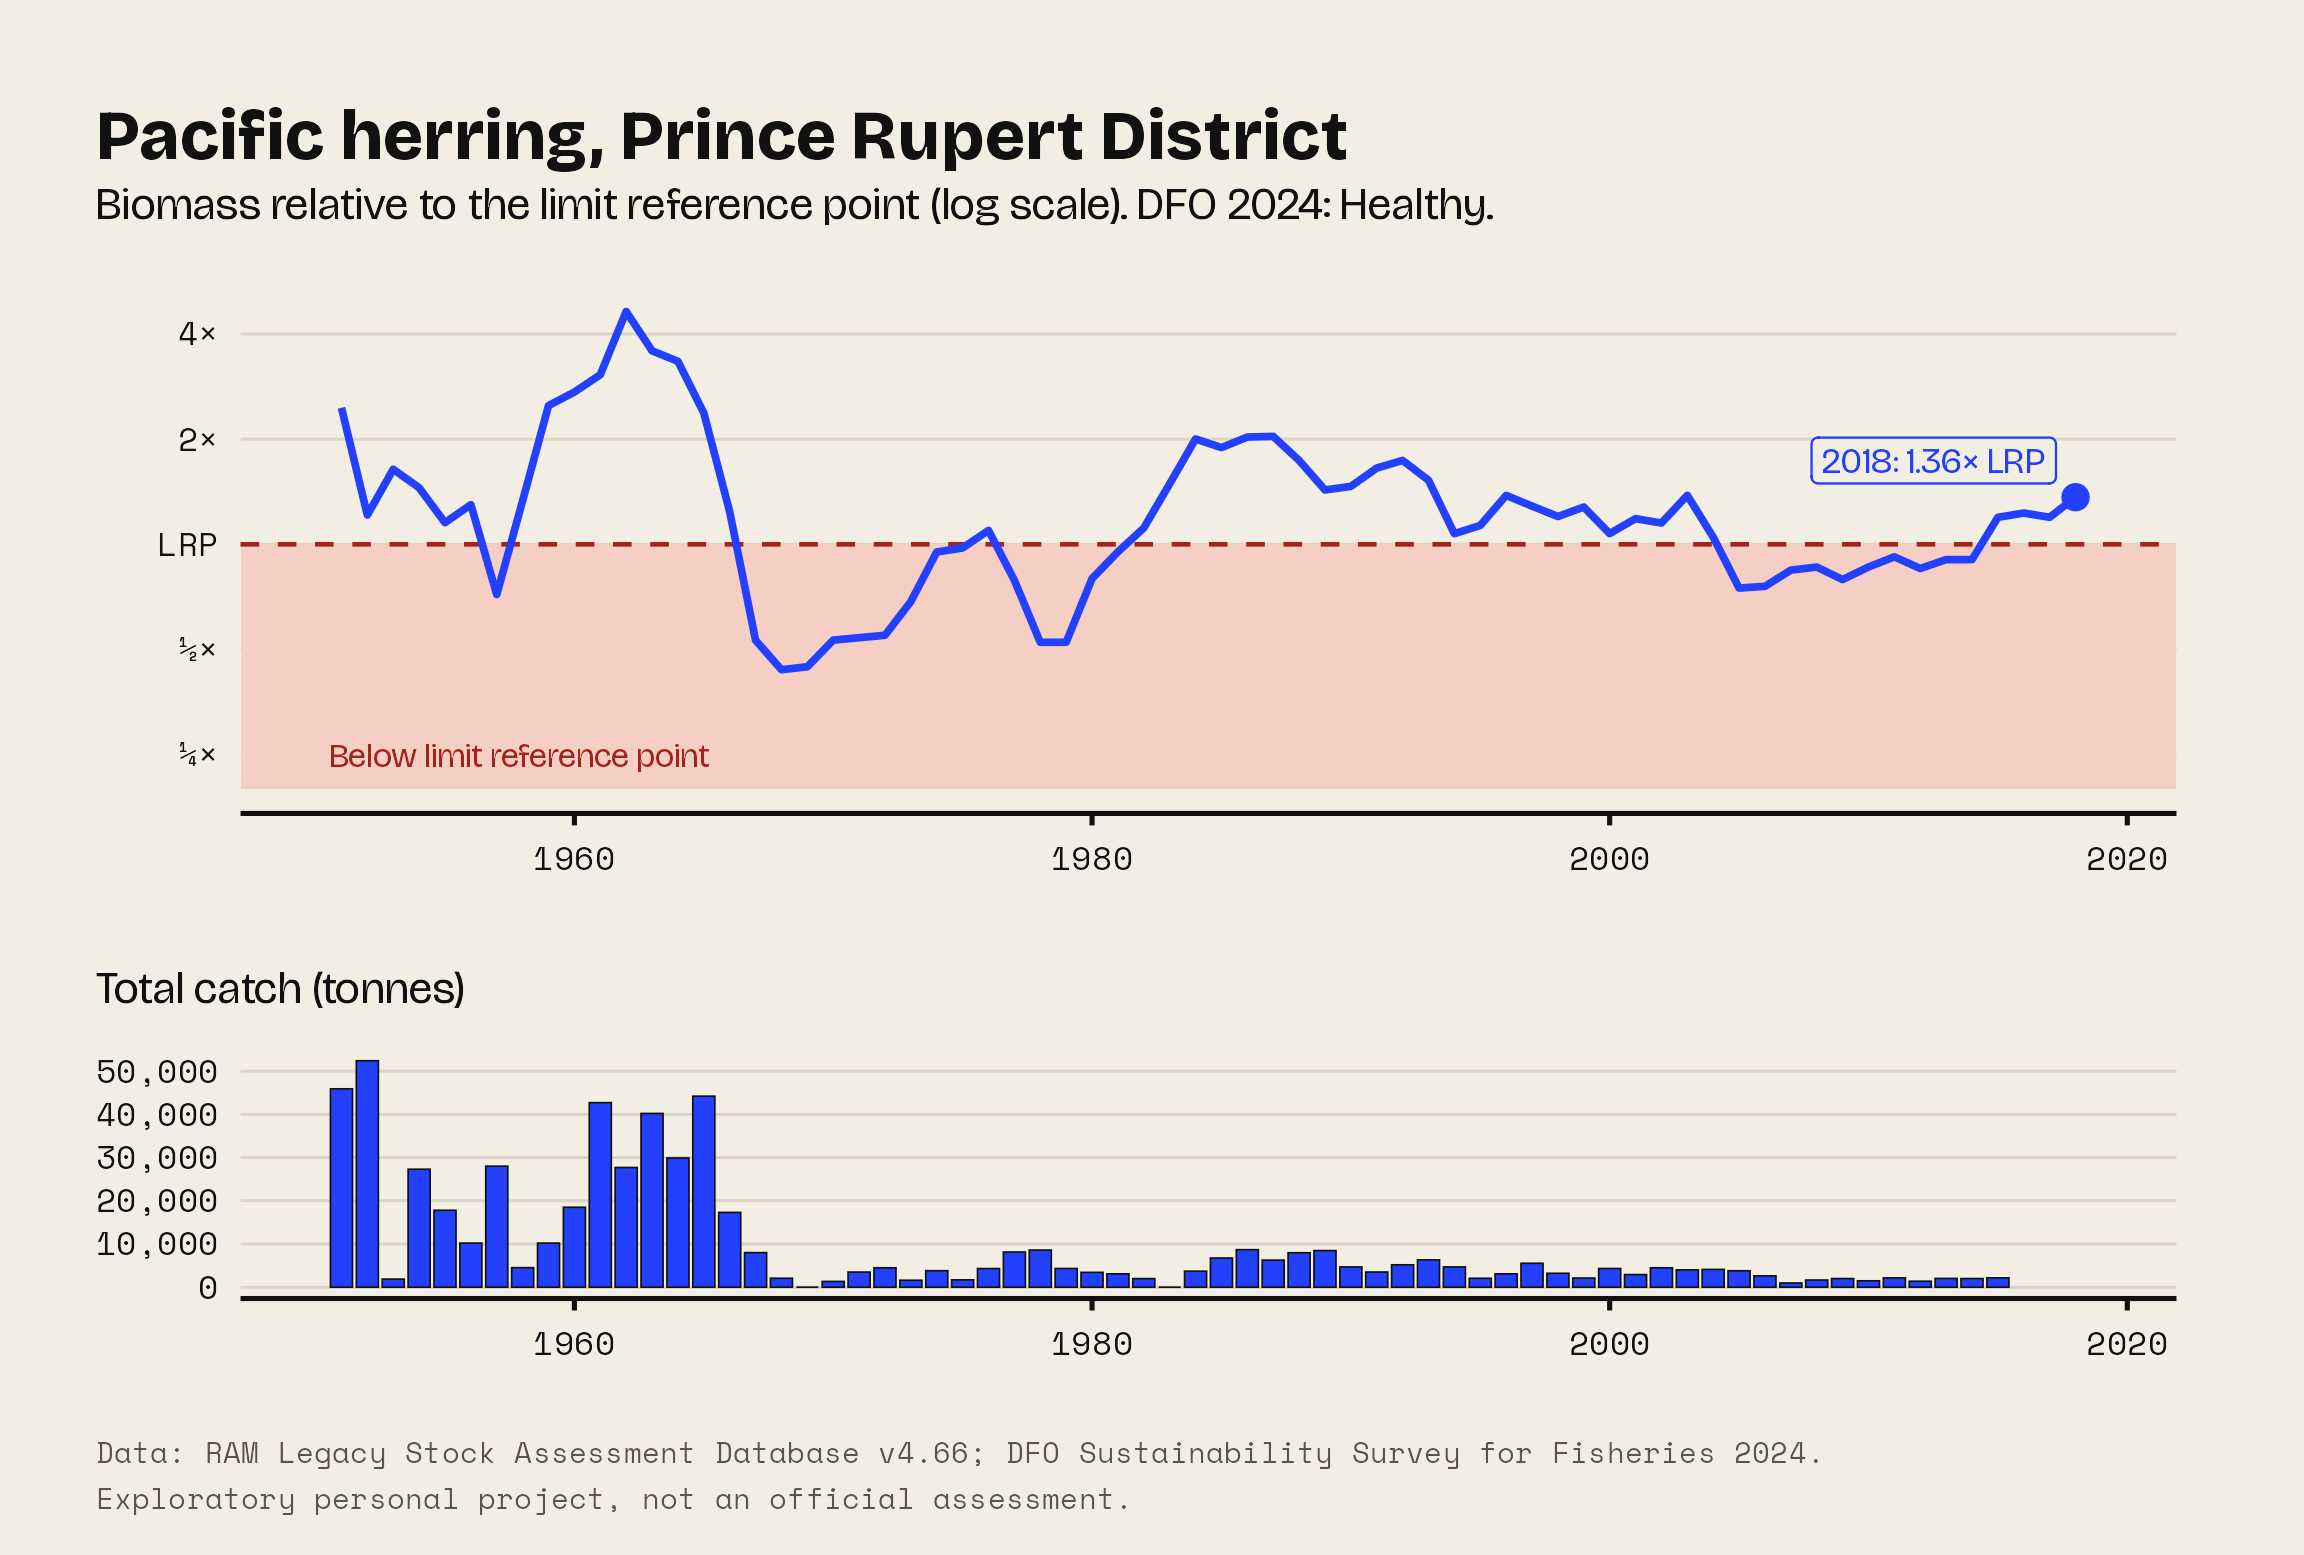 Pacific herring, Prince Rupert District
Biomass relative to the limit reference point (log scale). DFO 2024: Healthy.
4×
2×
2018: 1.36× LRP
LRP
½×
¼×
Below limit reference point
1960 1980 2000 2020
Total catch (tonnes)
50,000
40,000
30,000
20,000
10,000
0
1960 1980 2000 2020
Data: RAM Legacy Stock Assessment Database v4.66; DFO Sustainability Survey for Fisheries 2024.
Exploratory personal project, not an official assessment.